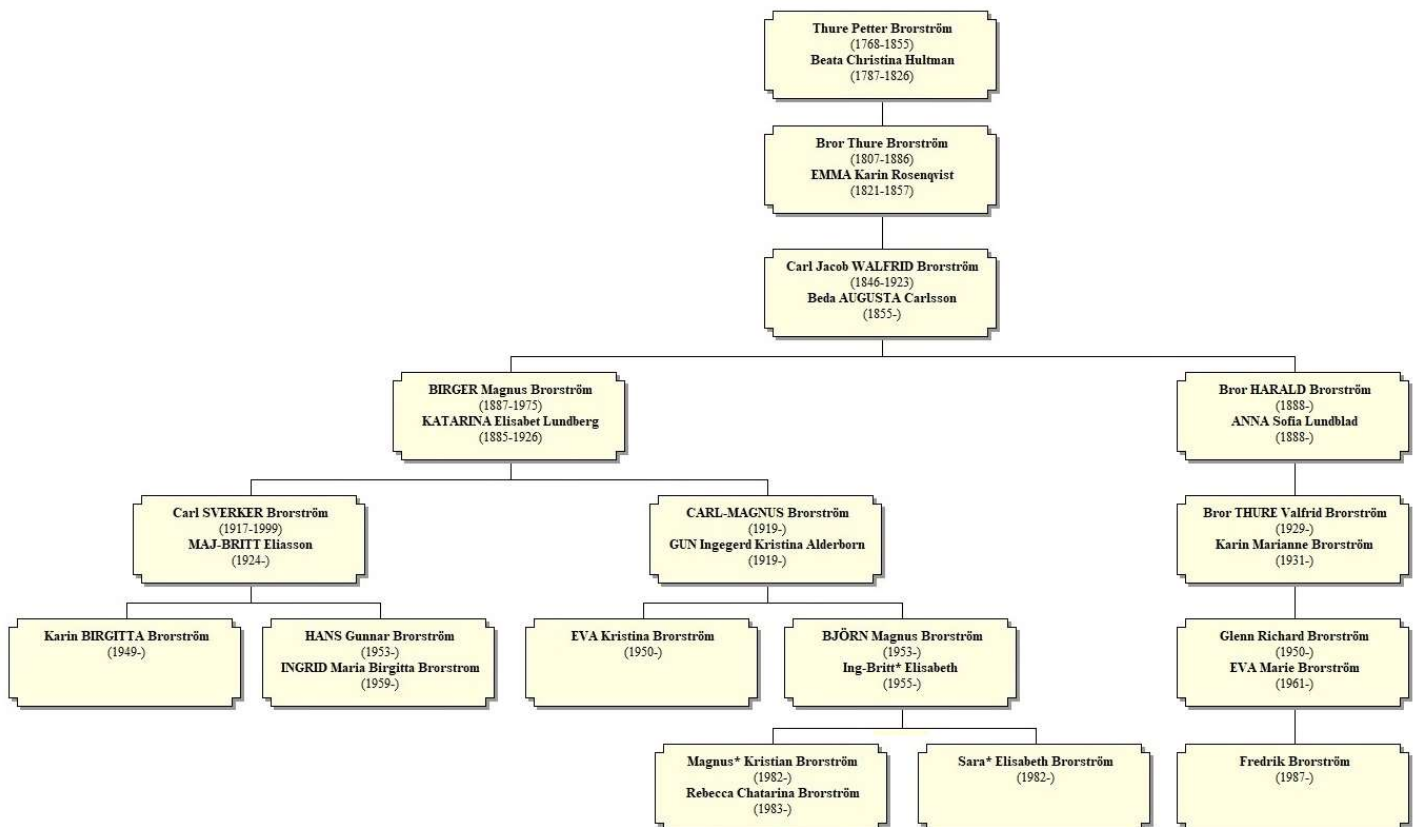 Thure Petter Brorström
(1768-1855)
Beata Christina Hultman
(1787-1826)
Bror Thure Brorström
(1807-1886)
EMMA Karin Rosenqvist
(1821-1857)
Carl Jacob WALFRID Brorström
(1846-1923)
Beda AUGUSTA Carlsson
(1855-)
BIRGER Magnus Brorström
(1887-1975)
KATARINA Elisabet Lundberg
(1885-1926)
Bror HARALD Brorström
(1888-)
ANNA Sofia Lundblad
(1888-)
Carl SVERKER Brorström
(1917-1999)
MAJ-BRITT Eliasson
(1924-)
CARL-MAGNUS Brorström
(1919-)
GUN Ingegerd Kristina Alderborn
(1919-)
Bror THURE Valfrid Brorström
(1929-)
Karin Marianne Brorström
(1931-)
Karin BIRGITTA Brorström
(1949-)
HANS Gunnar Brorström
(1953-)
INGRID Maria Birgitta Brorstrom
(1959-)
EVA Kristina Brorström
(1950-)
BJÖRN Magnus Brorström
(1953-)
Ing-Britt* Elisabeth
(1955-)
Glenn Richard Brorström
(1950-)
EVA Marie Brorström
(1961-)
Magnus* Kristian Brorström
(1982-)
Rebecca Chatarina Brorström
(1983-)
Sara* Elisabeth Brorström
(1982-)
Fredrik Brorström
(1987-)